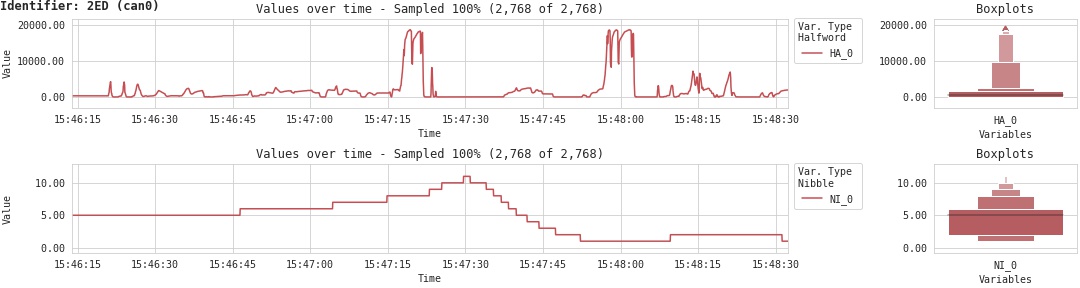 Identifier: 2ED (can0)
Values over time - Sampled 100% (2,768 of 2,768)
Boxplots
Value
20000.00
10000.00
0.00
15:46:15 15:46:30 15:46:45 15:47:00 15:47:15 15:47:30 15:47:45 15:48:00 15:48:15 15:48:30
Time
Var. Type
Halfword
HA_0
20000.00
10000.00
0.00
HA_0
Variables
Values over time - Sampled 100% (2,768 of 2,768)
Boxplots
Value
10.00
5.00
0.00
15:46:15 15:46:30 15:46:45 15:47:00 15:47:15 15:47:30 15:47:45 15:48:00 15:48:15 15:48:30
Time
Var. Type
Nibble
NI_0
10.00
5.00
0.00
NI_0
Variables